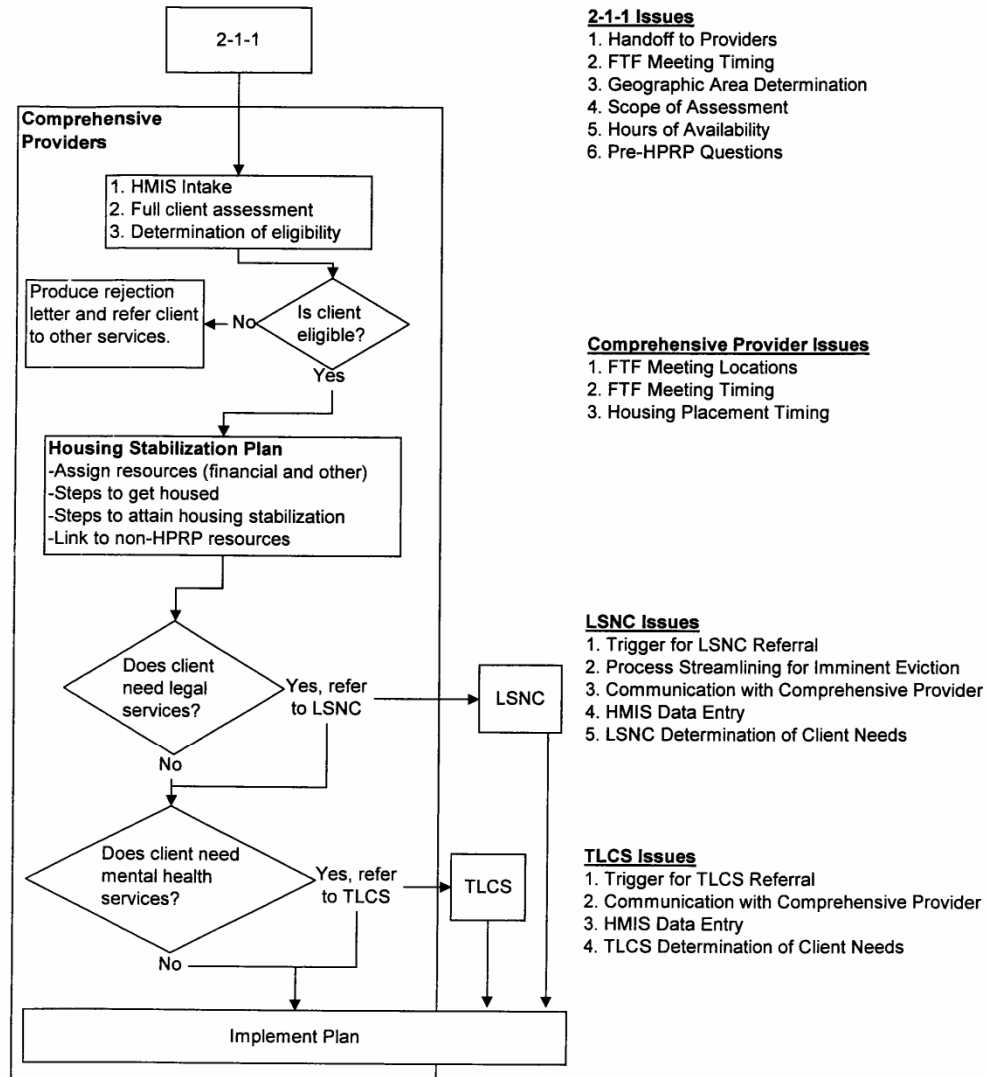 2-1-1
2-1-1 Issues
1. Handoff to Providers
2. FTF Meeting Timing
3. Geographic Area Determination
4. Scope of Assessment
5. Hours of Availability
6. Pre-HPRP Questions
Comprehensive
Providers
1. HMIS Intake
2. Full client assessment
3. Determination of eligibility
Produce rejection
letter and refer client
to other services.
No
Is client
eligible?
Yes
Comprehensive Provider Issues
1. FTF Meeting Locations
2. FTF Meeting Timing
3. Housing Placement Timing
Housing Stabilization Plan
-Assign resources (financial and other)
-Steps to get housed
-Steps to attain housing stabilization
-Link to non-HPRP resources
Does client
need legal
services?
Yes, refer
to LSNC
No
LSNC
LSNC Issues
1. Trigger for LSNC Referral
2. Process Streamlining for Imminent Eviction
3. Communication with Comprehensive Provider
4. HMIS Data Entry
5. LSNC Determination of Client Needs
Does client need
mental health
services?
Yes, refer
to TLCS
No
TLCS
TLCS Issues
1. Trigger for TLCS Referral
2. Communication with Comprehensive Provider
3. HMIS Data Entry
4. TLCS Determination of Client Needs
Implement Plan